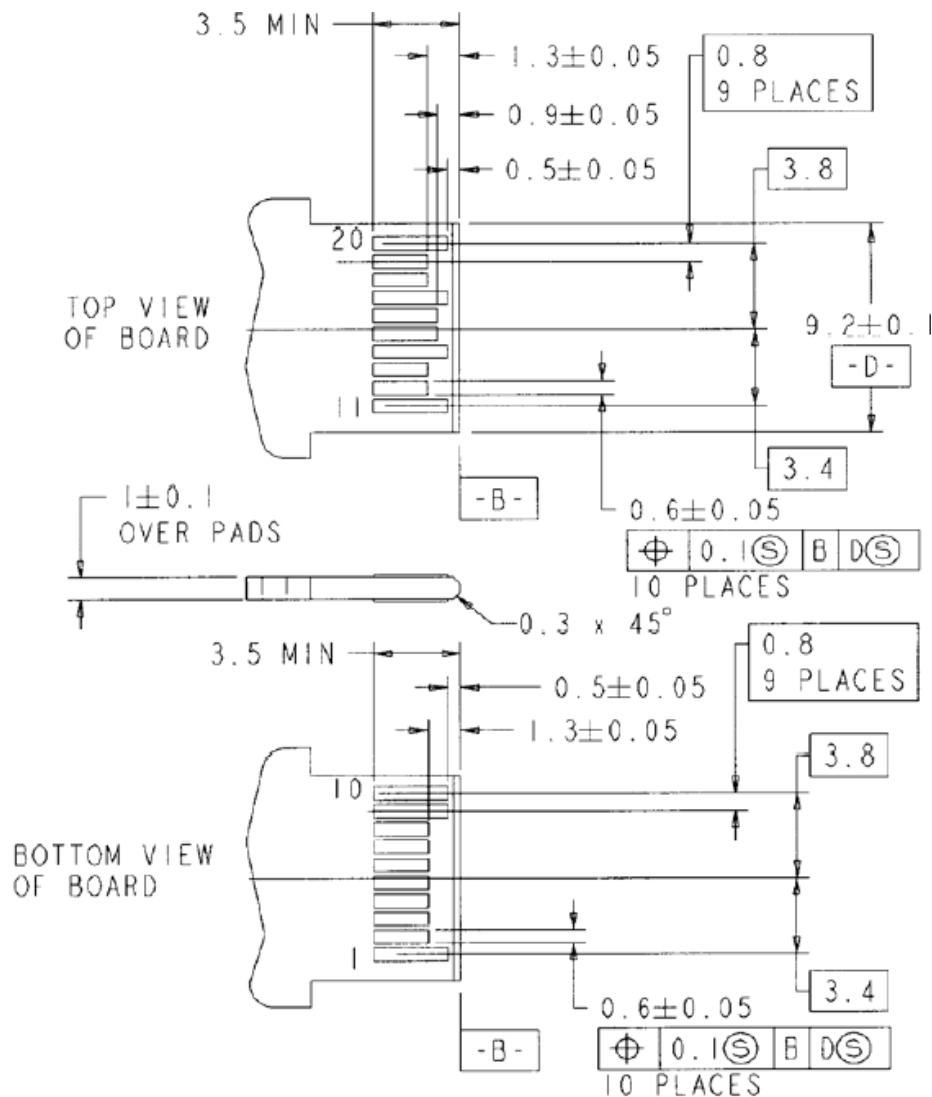 3.5 MIN
1.3±0.05
0.8
9 PLACES
0.9±0.05
0.5±0.05
3.8
20
TOP VIEW
OF BOARD
9.2±0.1
-D-
11
3.4
-B-
1±0.1
OVER PADS
0.6±0.05
⌖ 0.1Ⓢ B DⓈ
10 PLACES
0.3 x 45°
3.5 MIN
0.8
9 PLACES
0.5±0.05
1.3±0.05
3.8
10
BOTTOM VIEW
OF BOARD
1
3.4
0.6±0.05
-B-
⌖ 0.1Ⓢ B DⓈ
10 PLACES